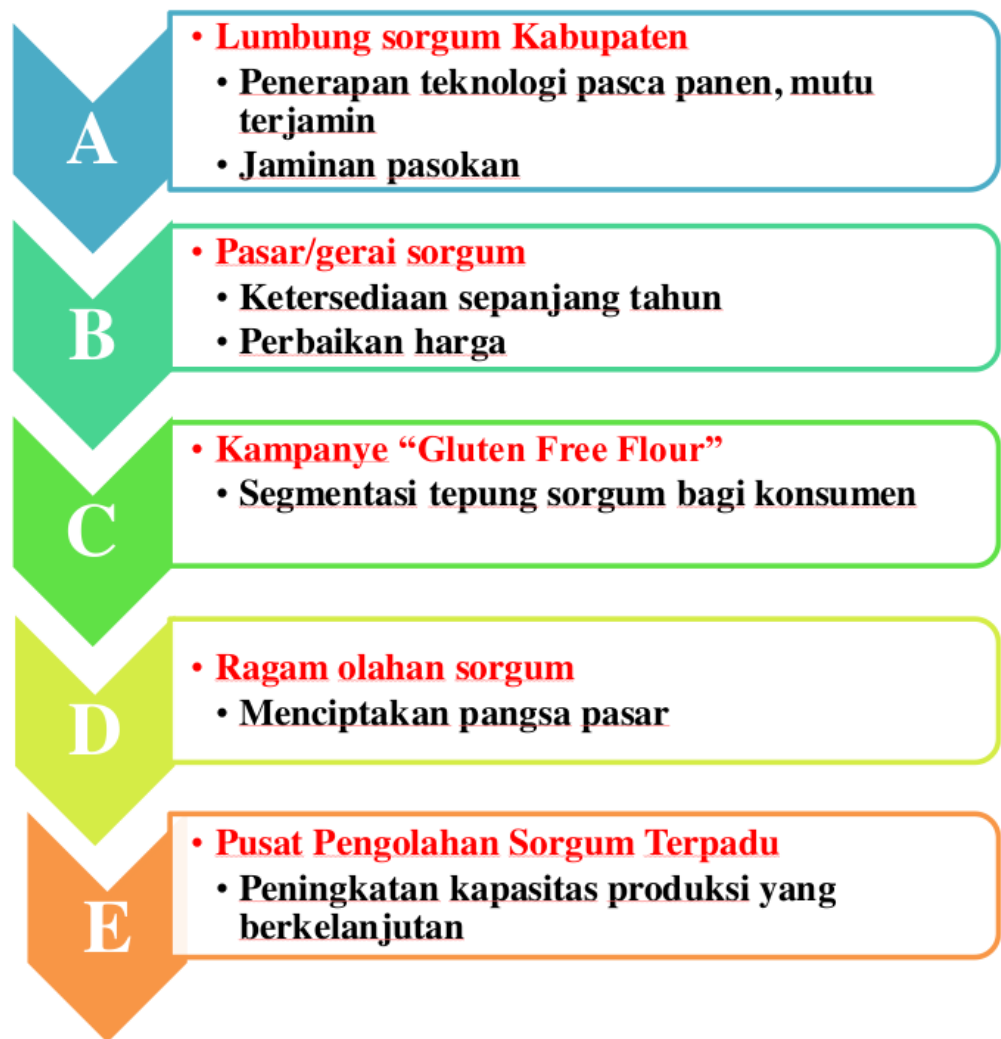 A
• Lumbung sorgum Kabupaten
• Penerapan teknologi pasca panen, mutu
terjamin
• Jaminan pasokan
B
• Pasar/gerai sorgum
• Ketersediaan sepanjang tahun
• Perbaikan harga
C
• Kampanye “Gluten Free Flour”
• Segmentasi tepung sorgum bagi konsumen
D
• Ragam olahan sorgum
• Menciptakan pangsa pasar
E
• Pusat Pengolahan Sorgum Terpadu
• Peningkatan kapasitas produksi yang
berkelanjutan